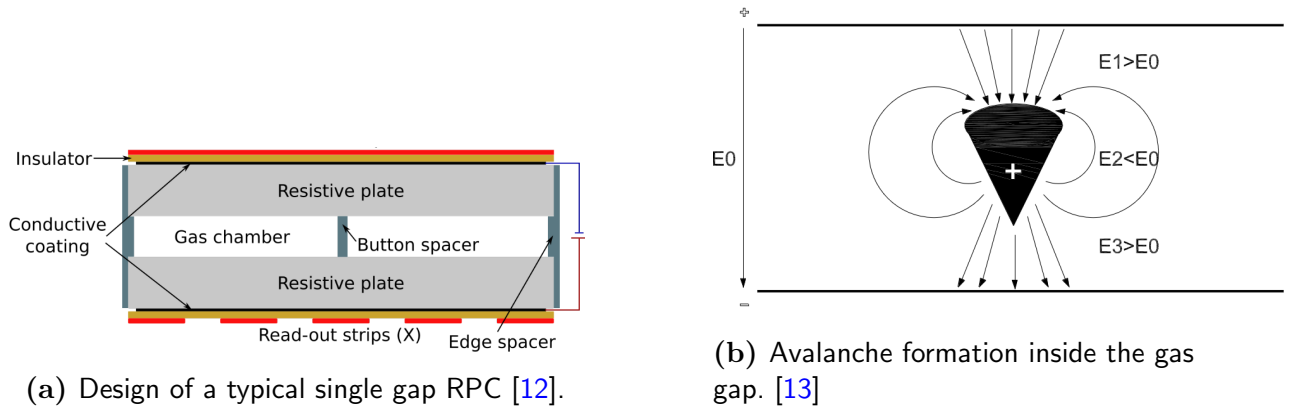 Insulator
Resistive plate
Conductive
coating
Gas chamber
Button spacer
Resistive plate
Read-out strips (X)
Edge spacer
(a) Design of a typical single gap RPC [12].
+
E1>E0
E0
E2<E0
+
E3>E0
−
(b) Avalanche formation inside the gas
gap. [13]